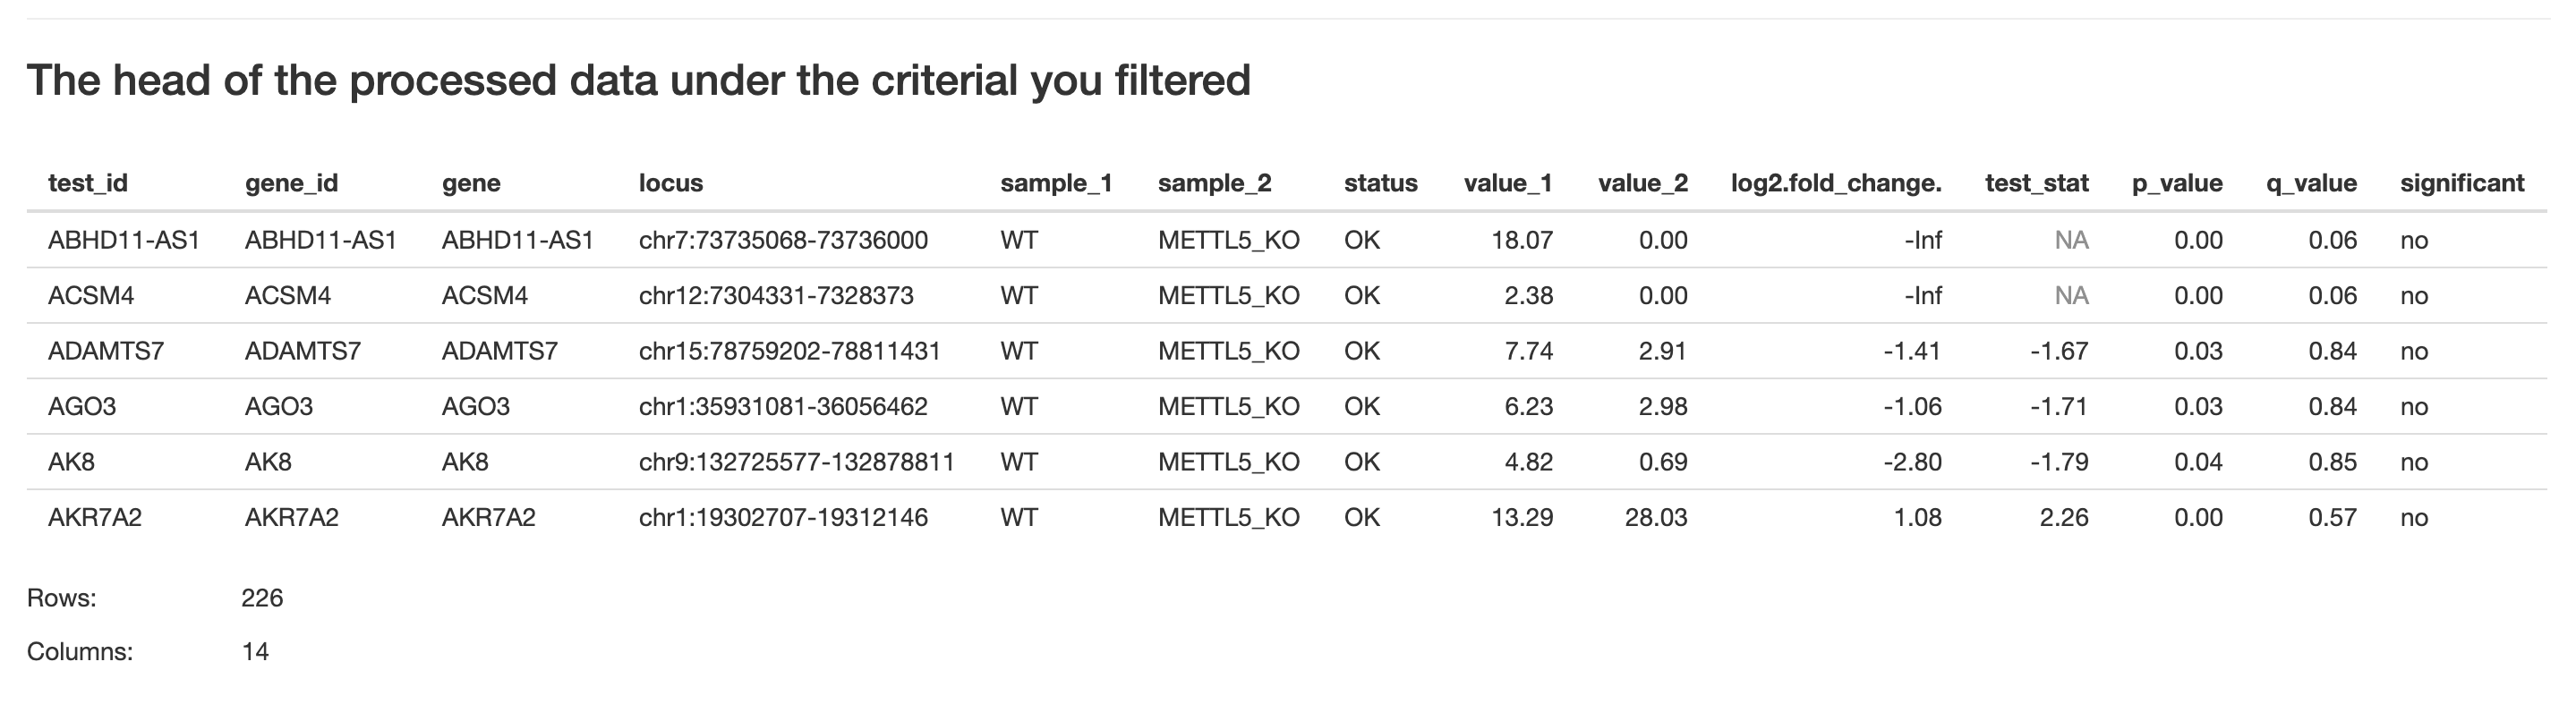 The head of the processed data under the criterial you filtered
test_id gene_id gene locus sample_1 sample_2 status value_1 value_2 log2.fold_change. test_stat p_value q_value significant
ABHD11-AS1 ABHD11-AS1 ABHD11-AS1 chr7:73735068-73736000 WT METTL5_KO OK 18.07 0.00 -Inf NA 0.00 0.06 no
ACSM4 ACSM4 ACSM4 chr12:7304331-7328373 WT METTL5_KO OK 2.38 0.00 -Inf NA 0.00 0.06 no
ADAMTS7 ADAMTS7 ADAMTS7 chr15:78759202-78811431 WT METTL5_KO OK 7.74 2.91 -1.41 -1.67 0.03 0.84 no
AGO3 AGO3 AGO3 chr1:35931081-36056462 WT METTL5_KO OK 6.23 2.98 -1.06 -1.71 0.03 0.84 no
AK8 AK8 AK8 chr9:132725577-132878811 WT METTL5_KO OK 4.82 0.69 -2.80 -1.79 0.04 0.85 no
AKR7A2 AKR7A2 AKR7A2 chr1:19302707-19312146 WT METTL5_KO OK 13.29 28.03 1.08 2.26 0.00 0.57 no
Rows: 226
Columns: 14